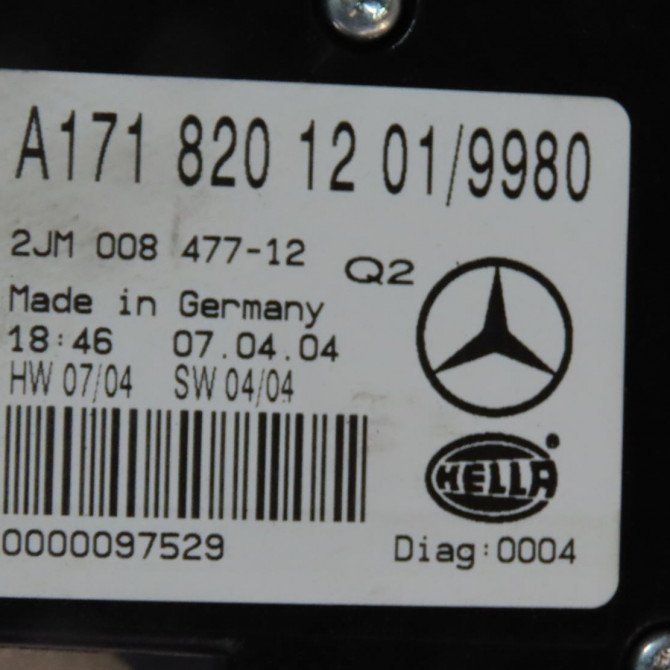 A171 820 12 01/9980
2JM 008 477-12 Q2
Made in Germany
18:46 07.04.04
HW 07/04 SW 04/04
HELLA®
0000097529 Diag:0004